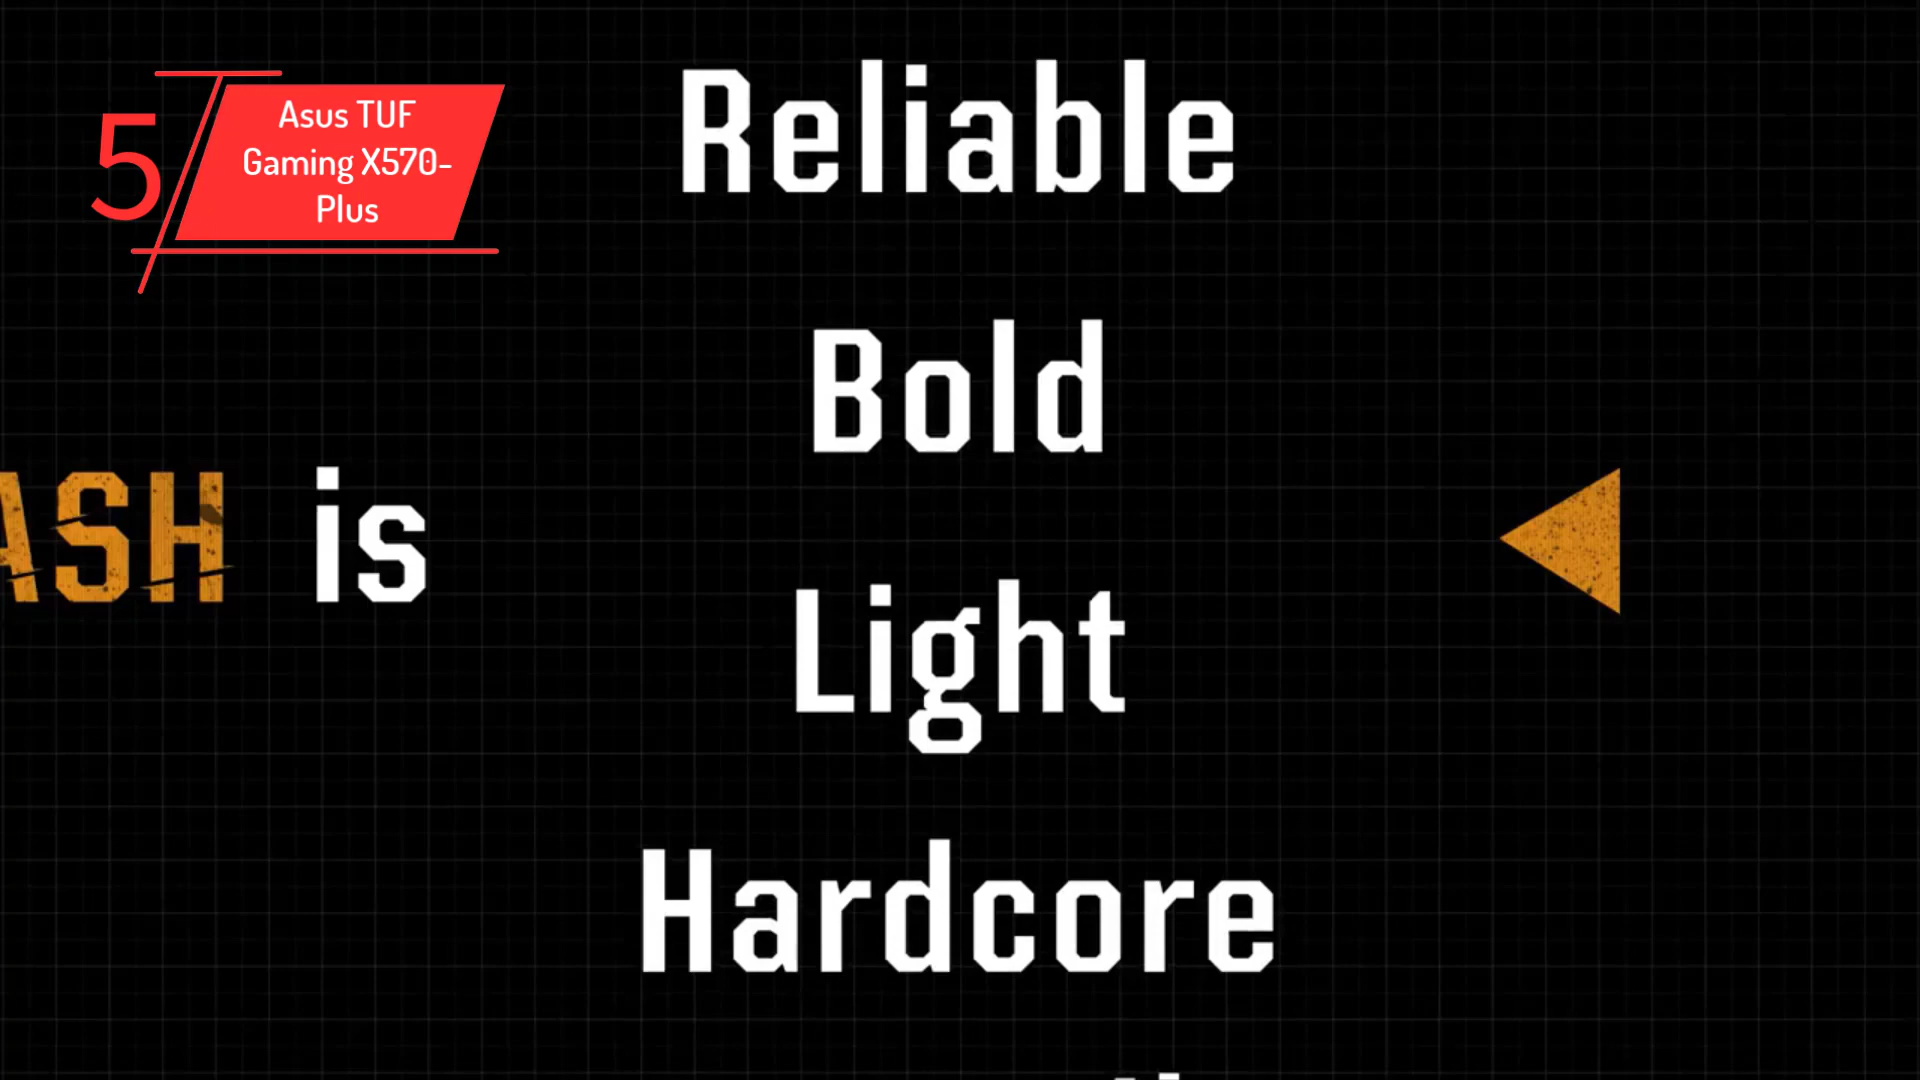 5
Asus TUF
Gaming X570-
Plus
Reliable
Bold
ASH is
Light
Hardcore